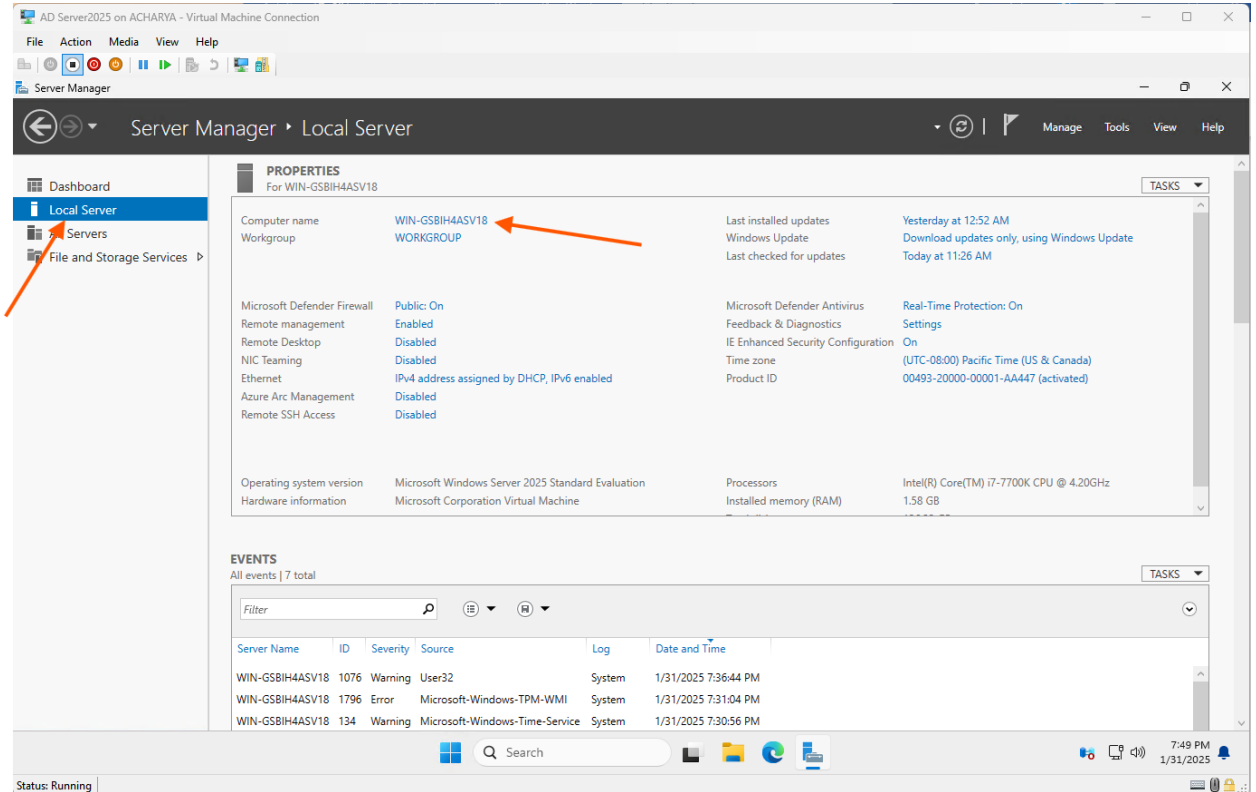 AD Server2025 on ACHARYA - Virtual Machine Connection
File Action Media View Help
Server Manager
Server Manager • Local Server
Manage Tools View Help
Dashboard
Local Server
Servers
File and Storage Services
PROPERTIES
For WIN-GSBIH4ASV18
TASKS
Computer name WIN-GSBIH4ASV18 Last installed updates Yesterday at 12:52 AM
Workgroup WORKGROUP Windows Update Download updates only, using Windows Update
Last checked for updates Today at 11:26 AM
Microsoft Defender Firewall Public: On Microsoft Defender Antivirus Real-Time Protection: On
Remote management Enabled Feedback & Diagnostics Settings
Remote Desktop Disabled IE Enhanced Security Configuration On
NIC Teaming Disabled Time zone (UTC-08:00) Pacific Time (US & Canada)
Ethernet IPv4 address assigned by DHCP, IPv6 enabled Product ID 00493-20000-00001-AA447 (activated)
Azure Arc Management Disabled
Remote SSH Access Disabled
Operating system version Microsoft Windows Server 2025 Standard Evaluation Processors Intel(R) Core(TM) i7-7700K CPU @ 4.20GHz
Hardware information Microsoft Corporation Virtual Machine Installed memory (RAM) 1.58 GB
EVENTS
All events | 7 total
TASKS
Filter
Server Name ID Severity Source Log Date and Time
WIN-GSBIH4ASV18 1076 Warning User32 System 1/31/2025 7:36:44 PM
WIN-GSBIH4ASV18 1796 Error Microsoft-Windows-TPM-WMI System 1/31/2025 7:31:04 PM
WIN-GSBIH4ASV18 134 Warning Microsoft-Windows-Time-Service System 1/31/2025 7:30:56 PM
Search
7:49 PM
1/31/2025
Status: Running